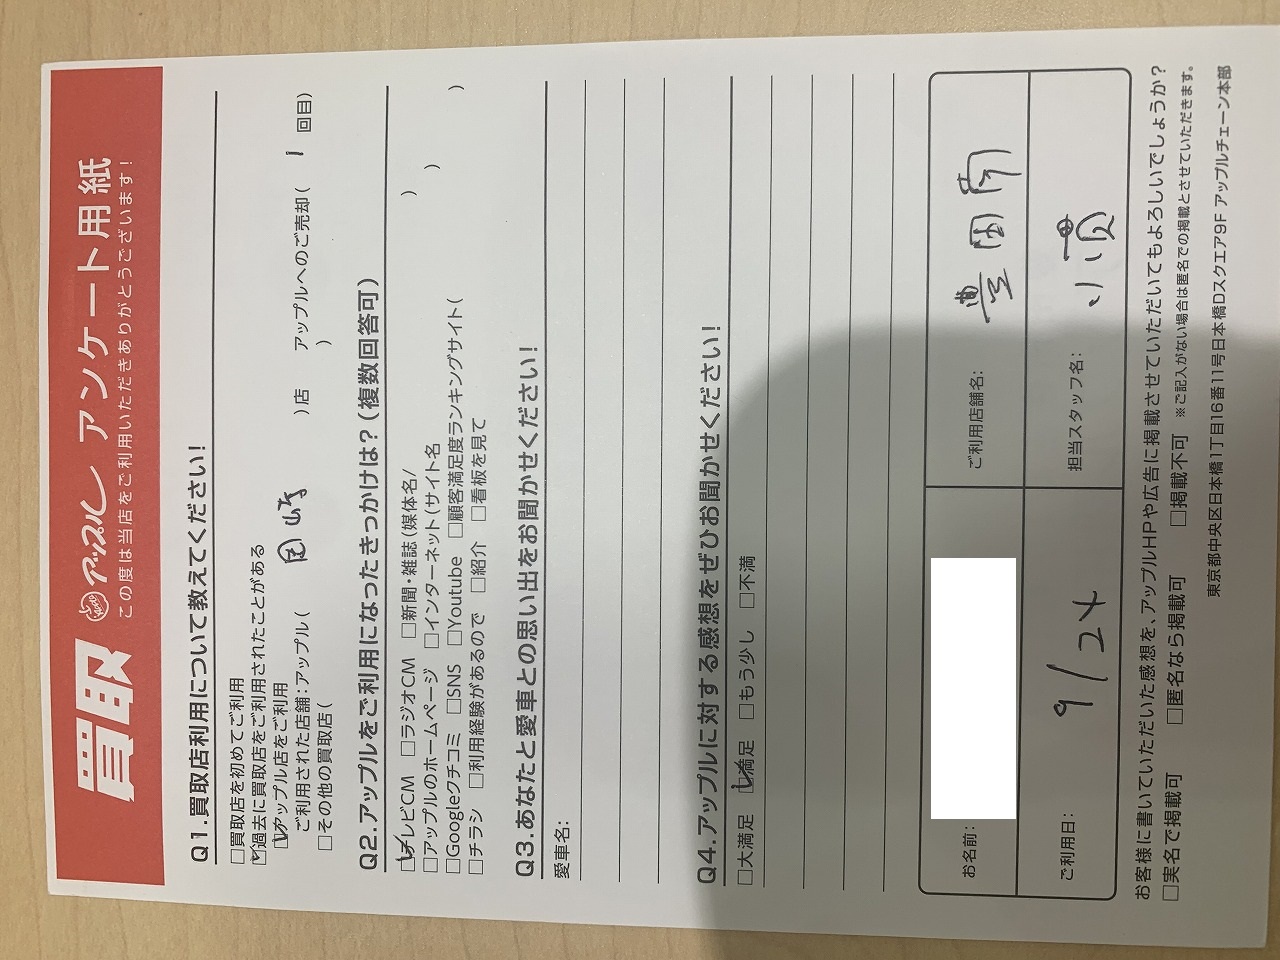 買取 アップル アンケート用紙
この度は当店をご利用いただきありがとうございます!
Q1.買取店利用について教えてください!
□買取店を初めてご利用
☑過去に買取店をご利用されたことがある
☑アップル店をご利用
ご利用された店舗:アップル( 岡崎 )店 アップルへのご売却( 1 回目)
□その他の買取店( )
Q2.アップルをご利用になったきっかけは?(複数回答可)
☑テレビCM □ラジオCM □新聞・雑誌(媒体名/ )
□アップルのホームページ □インターネット(サイト名 )
□Googleクチコミ □SNS □Youtube □顧客満足度ランキングサイト( )
□チラシ □利用経験があるので □紹介 □看板を見て
Q3.あなたと愛車との思い出をお聞かせください!
愛車名:
Q4.アップルに対する感想をぜひお聞かせください!
□大満足 ☑満足 □もう少し □不満
お名前: ご利用店舗名: 豊田南
ご利用日: 9/24 担当スタッフ名: 小濱
お客様に書いていただいた感想を、アップルHPや広告に掲載させていただいてもよろしいでしょうか?
□実名で掲載可 □匿名なら掲載可 □掲載不可 ※ご記入がない場合は匿名での掲載とさせていただきます。
東京都中央区日本橋1丁目16番11号日本橋Dスクエア9F アップルチェーン本部